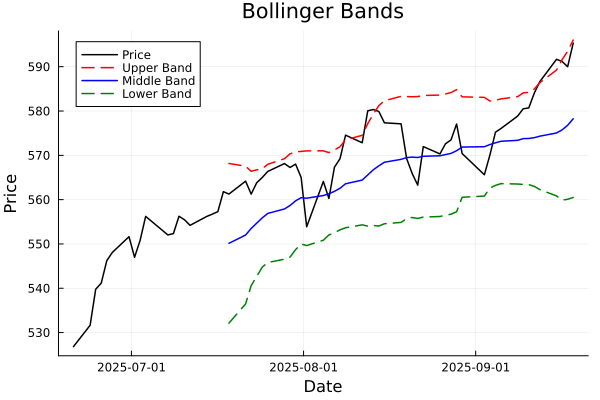 Bollinger Bands
Price
Upper Band
Middle Band
Lower Band
590
580
570
560
550
540
530
Price
2025-07-01
2025-08-01
2025-09-01
Date